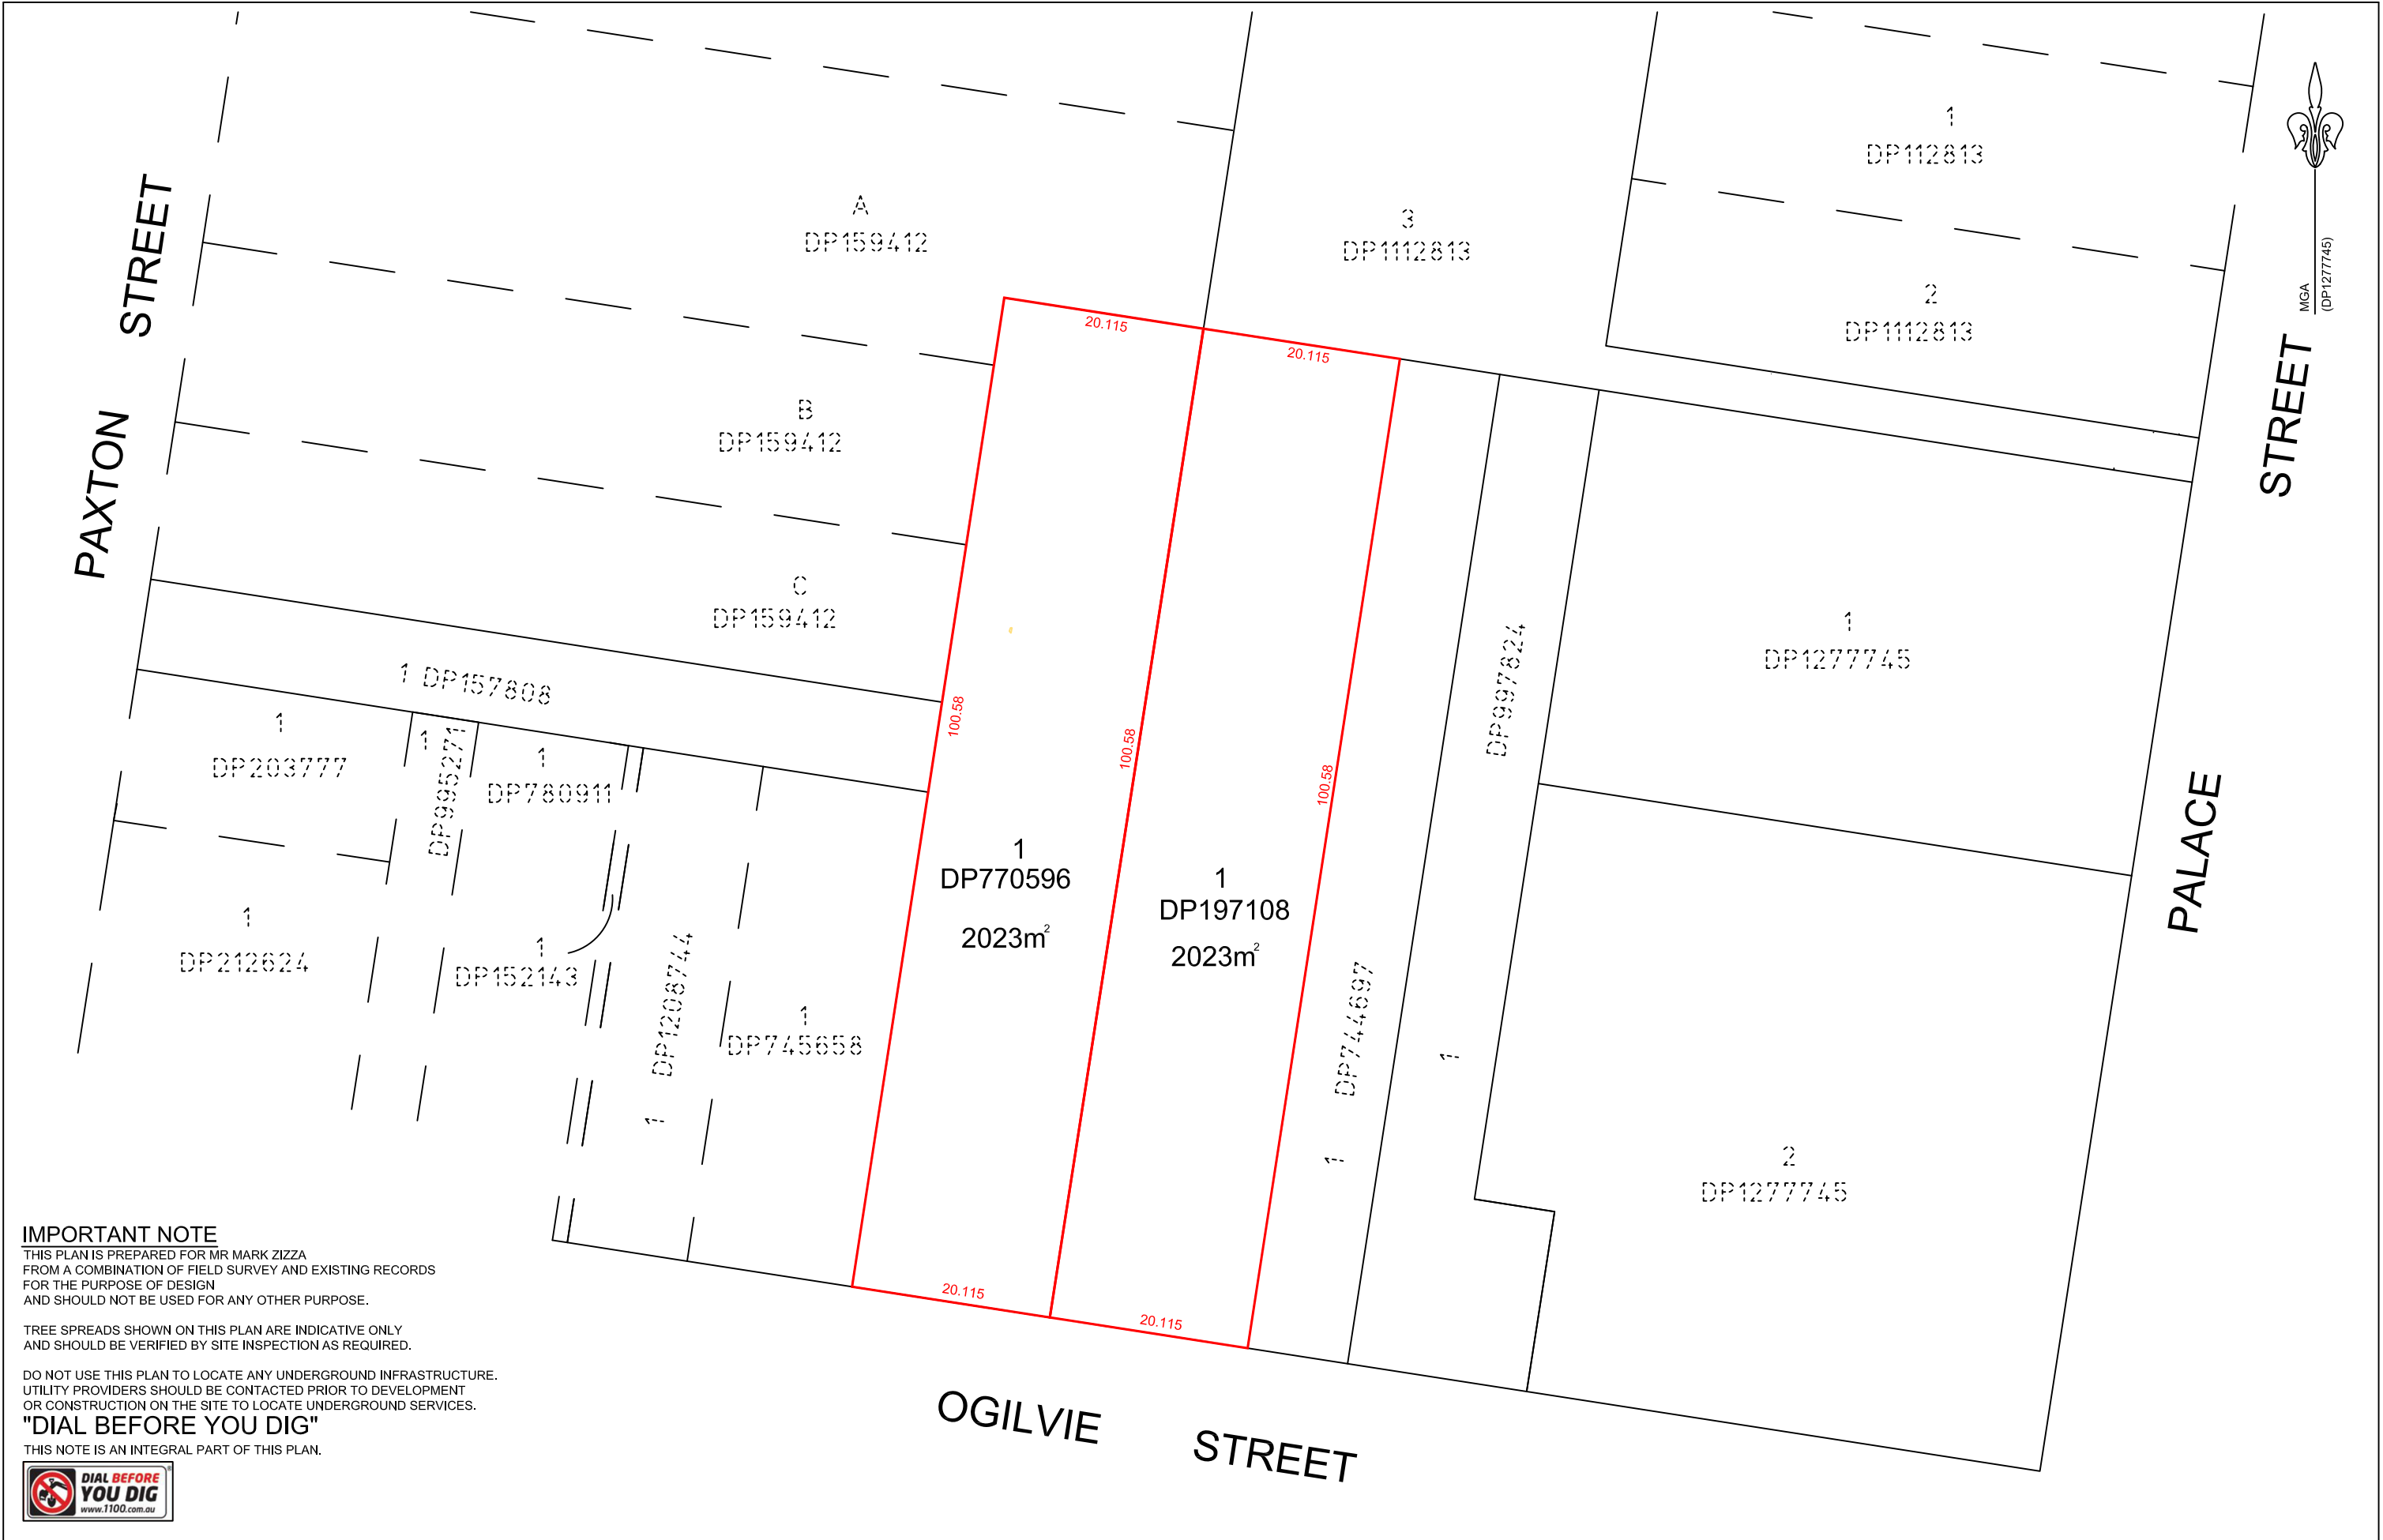 PAXTON STREET
A
DP159412
3
DP1112813
1
DP112813
2
DP1112813
MGA
(DP1277745)
PALACE STREET
20.115
20.115
B
DP159412
C
DP159412
1 DP157808
1
DP203777
1
DP995271
1
DP780911
1
DP212624
1
DP152143
1 DP1208744
1
DP745658
100.58
100.58
100.58
1
DP770596
2023m²
1
DP197108
2023m²
1 DP744697
1 DP997824
1
DP1277745
2
DP1277745
20.115
20.115
OGILVIE STREET
IMPORTANT NOTE
THIS PLAN IS PREPARED FOR MR MARK ZIZZA
FROM A COMBINATION OF FIELD SURVEY AND EXISTING RECORDS
FOR THE PURPOSE OF DESIGN
AND SHOULD NOT BE USED FOR ANY OTHER PURPOSE.
TREE SPREADS SHOWN ON THIS PLAN ARE INDICATIVE ONLY
AND SHOULD BE VERIFIED BY SITE INSPECTION AS REQUIRED.
DO NOT USE THIS PLAN TO LOCATE ANY UNDERGROUND INFRASTRUCTURE.
UTILITY PROVIDERS SHOULD BE CONTACTED PRIOR TO DEVELOPMENT
OR CONSTRUCTION ON THE SITE TO LOCATE UNDERGROUND SERVICES.
"DIAL BEFORE YOU DIG"
THIS NOTE IS AN INTEGRAL PART OF THIS PLAN.
DIAL BEFORE
YOU DIG
www.1100.com.au